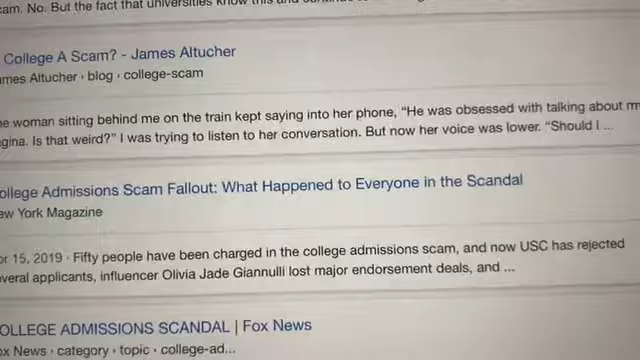 cam. No. But the fact that universities know this and
College A Scam? - James Altucher
mes Altucher › blog › college-scam
e woman sitting behind me on the train kept saying into her phone, “He was obsessed with talking about m
gina. Is that weird?” I was trying to listen to her conversation. But now her voice was lower. “Should I ...
ollege Admissions Scam Fallout: What Happened to Everyone in the Scandal
ew York Magazine
or 15, 2019 · Fifty people have been charged in the college admissions scam, and now USC has rejected
veral applicants, influencer Olivia Jade Giannulli lost major endorsement deals, and ...
OLLEGE ADMISSIONS SCANDAL | Fox News
ox News › category › topic › college-ad...